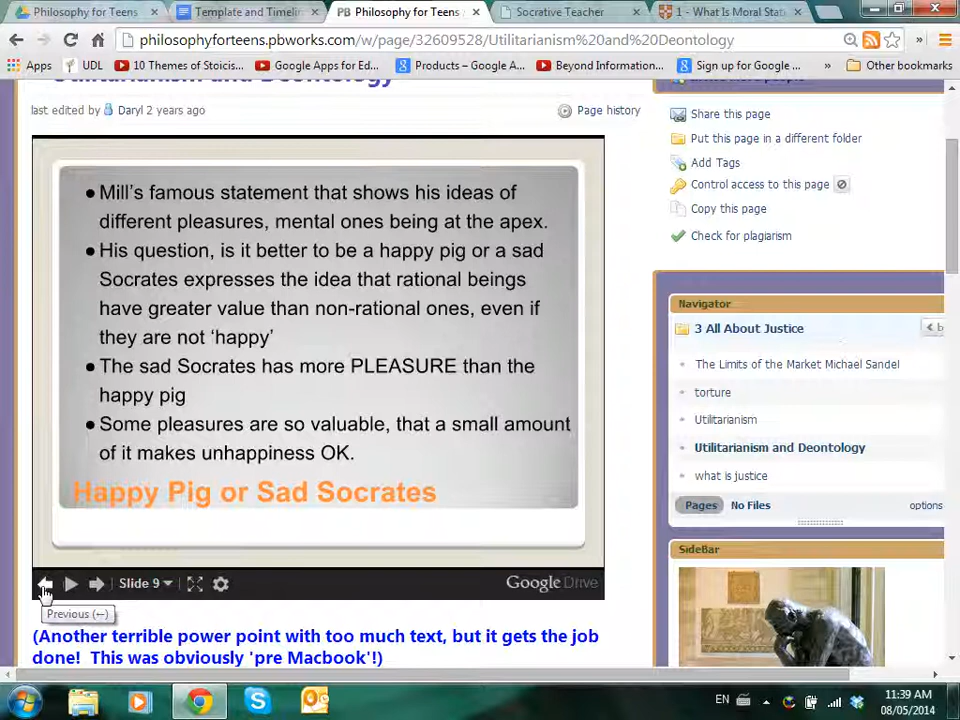 Philosophy for Teens
Template and Timelin
PB Philosophy for Teens
Socrative Teacher
1 - What Is Moral Stat
philosophyforteens.pbworks.com/w/page/32609528/Utilitarianism%20and%20Deontology
Apps
UDL
10 Themes of Stoicis...
Google Apps for Ed...
Products – Google A...
Beyond Information...
Sign up for Google ...
»
Other bookmarks
Utilitarianism and Deontology
last edited by Daryl 2 years ago
Page history
●Mill's famous statement that shows his ideas of
different pleasures, mental ones being at the apex.
●His question, is it better to be a happy pig or a sad
Socrates expresses the idea that rational beings
have greater value than non-rational ones, even if
they are not ‘happy’
●The sad Socrates has more PLEASURE than the
happy pig
●Some pleasures are so valuable, that a small amount
of it makes unhappiness OK.
Happy Pig or Sad Socrates
Slide 9
Google Drive
Previous (←)
(Another terrible power point with too much text, but it gets the job
done! This was obviously 'pre Macbook'!)
Share this page
Put this page in a different folder
Add Tags
Control access to this page
Copy this page
Check for plagiarism
Navigator
3 All About Justice
b
The Limits of the Market Michael Sandel
torture
Utilitarianism
Utilitarianism and Deontology
what is justice
Pages
No Files
options
SideBar
EN
11:39 AM
08/05/2014